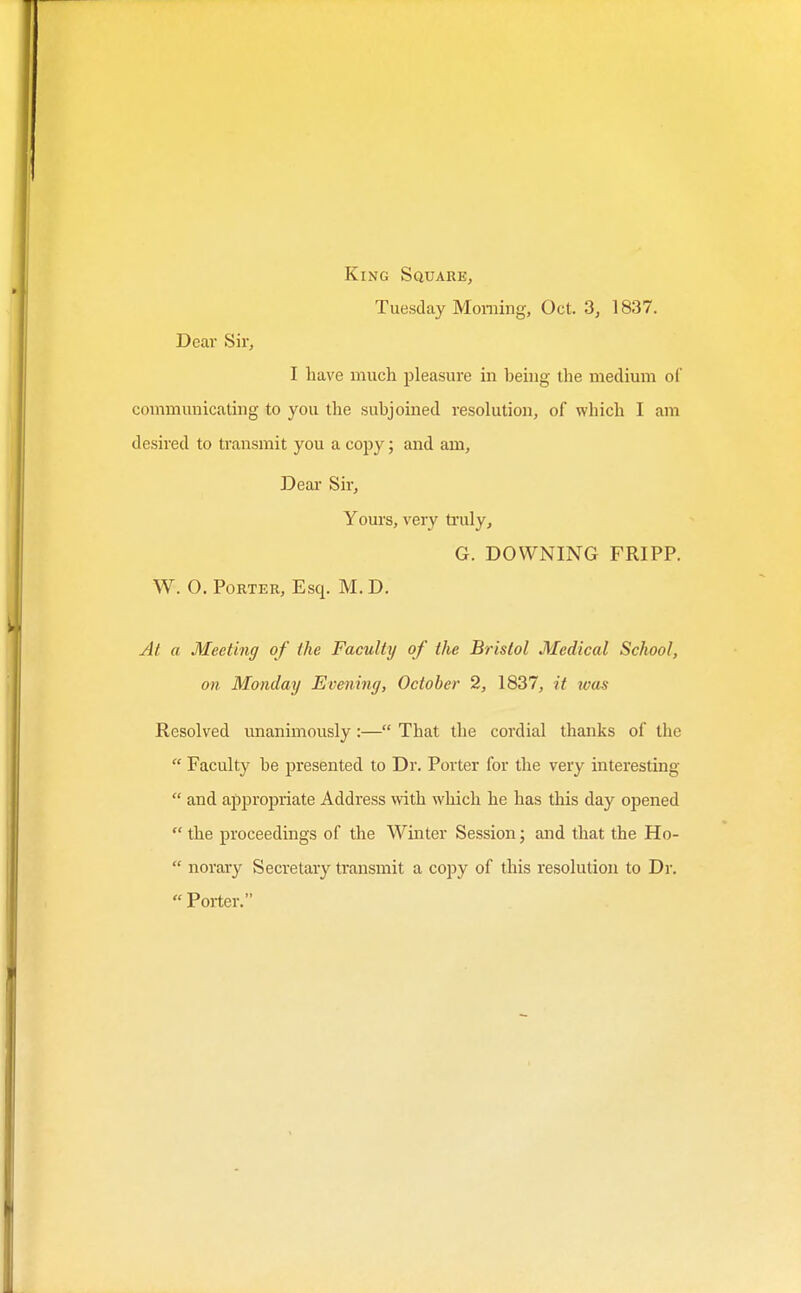 King Square,
Tuesday Morning, Oct. 3, 1837.
Dear Sir,
I have much pleasure in being the medium of
communicating to you the subjoined resolution, of which I am
desired to transmit you a copy; and am,
Dear Sir,
Yours, very truly,
G. DOWNING FRIPP.
W. O. Porter, Esq. M. D.
At a Meeting of the Faculty of the Bristol Medical School,
on Monday Evening, October 2, 1837, it was
Resolved unanimously:—“ That the cordial thanks of the
“ Faculty be presented to Dr. Porter for the very interesting
“ and appropriate Address with which he has this day opened
“ the proceedings of the Winter Session; and that the Ho-
“ norary Secretary transmit a copy of this resolution to Dr.
“ Porter.”